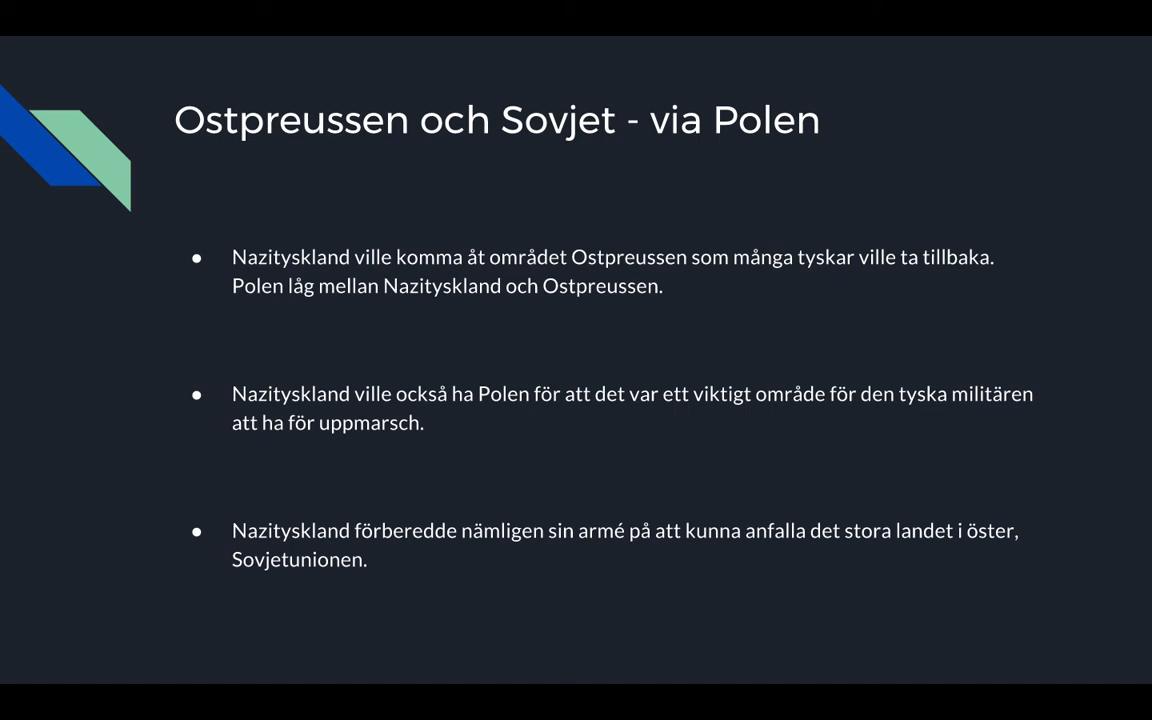 Ostpreussen och Sovjet - via Polen
● Nazityskland ville komma åt området Ostpreussen som många tyskar ville ta tillbaka.
Polen låg mellan Nazityskland och Ostpreussen.
● Nazityskland ville också ha Polen för att det var ett viktigt område för den tyska militären
att ha för uppmarsch.
● Nazityskland förberedde nämligen sin armé på att kunna anfalla det stora landet i öster,
Sovjetunionen.